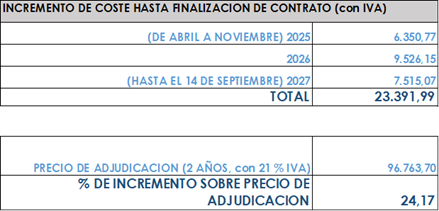 INCREMENTO DE COSTE HASTA FINALIZACION DE CONTRATO (con IVA)
(DE ABRIL A NOVIEMBRE) 2025 6.350,77
2026 9.526,15
(HASTA EL 14 DE SEPTIEMBRE) 2027 7.515,07
TOTAL 23.391,99
PRECIO DE ADJUDICACION (2 AÑOS, con 21 % IVA) 96.763,70
% DE INCREMENTO SOBRE PRECIO DE
ADJUDICACION 24,17